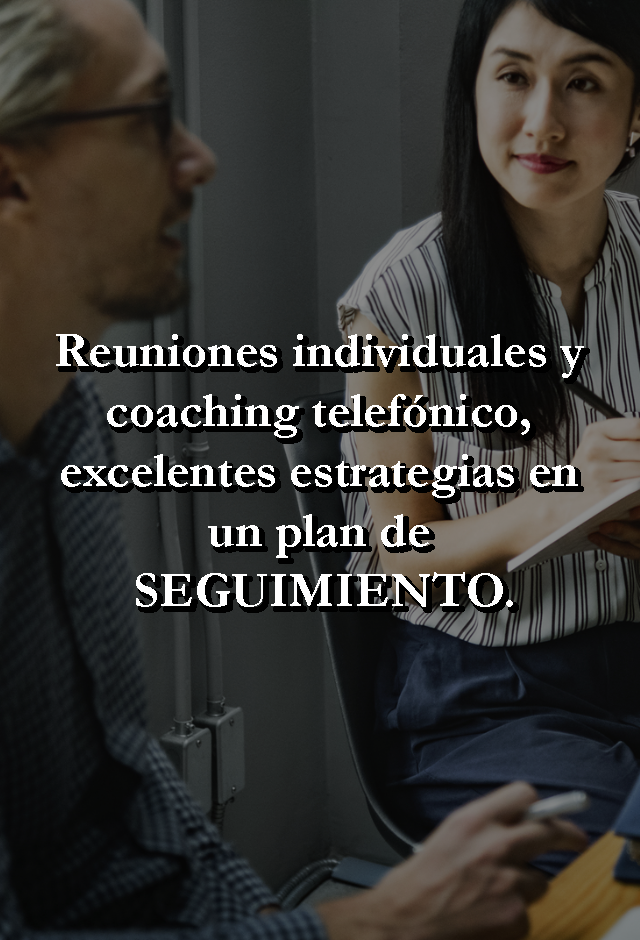 Reuniones individuales y
coaching telefónico,
excelentes estrategias en
un plan de
SEGUIMIENTO.